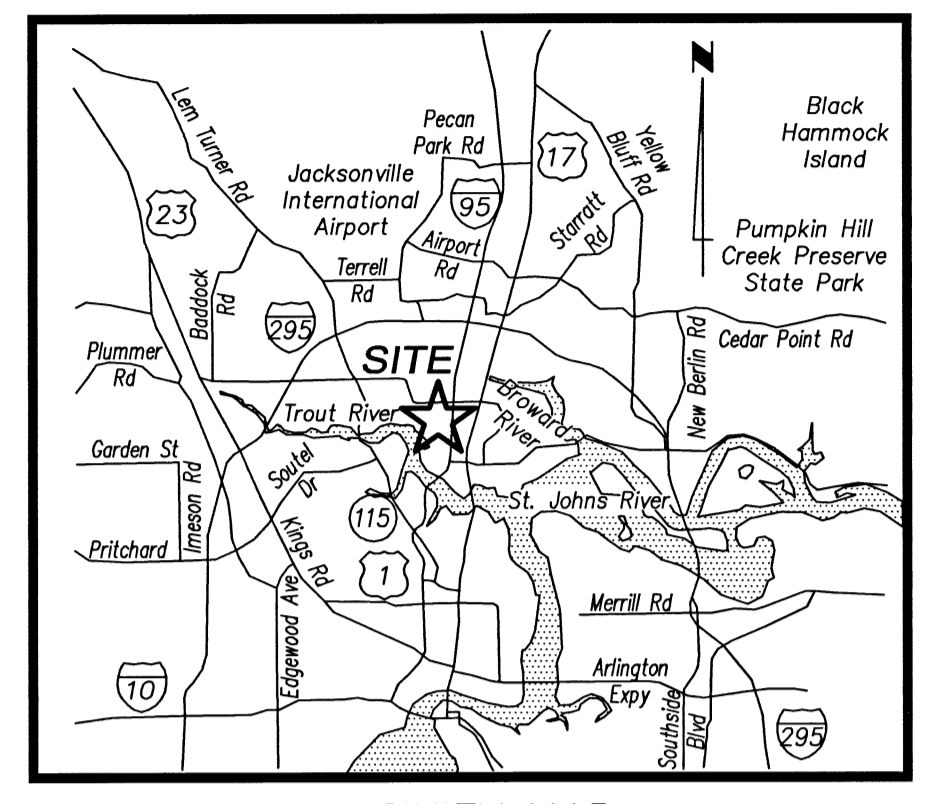 N
Black
Hammock
Island
Lem Turner Rd
Pecan
Park Rd
17
Yellow
Bluff Rd
Jacksonville
International
Airport
95
23
Starratt
Rd
Airport
Rd
Pumpkin Hill
Creek Preserve
State Park
Terrell
Rd
Baddock
Rd
295
New Berlin Rd
Cedar Point Rd
Plummer
Rd
SITE
Trout River
Broward
River
Garden St
Imeson Rd
Soutel
Dr
St. Johns River
115
Pritchard
Kings Rd
1
Edgewood Ave
Merrill Rd
Arlington
Expy
10
Southside
Blvd
295